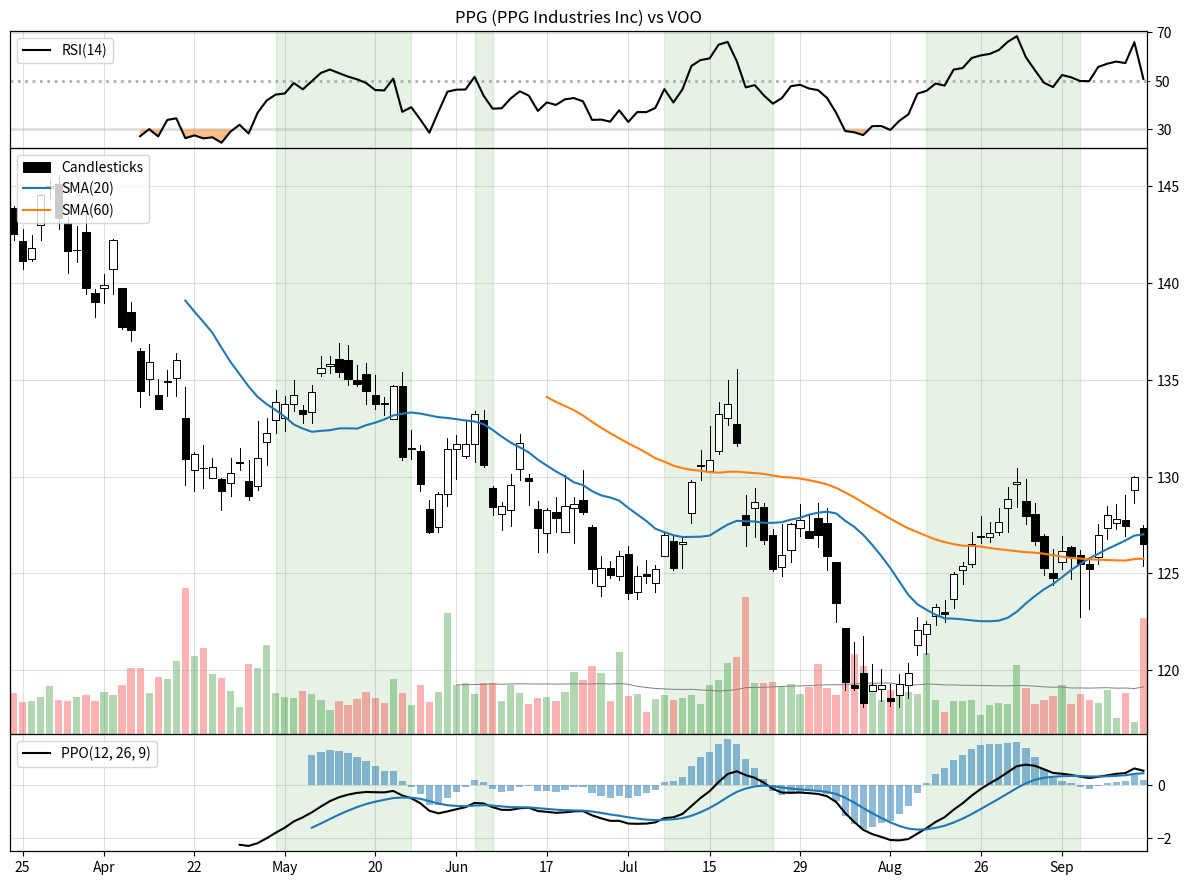 PPG (PPG Industries Inc) vs VOO
RSI(14)
70
50
30
Candlesticks
SMA(20)
SMA(60)
145
140
135
130
125
120
PPO(12, 26, 9)
0
−2
25 Apr 22 May 20 Jun 17 Jul 15 29 Aug 26 Sep